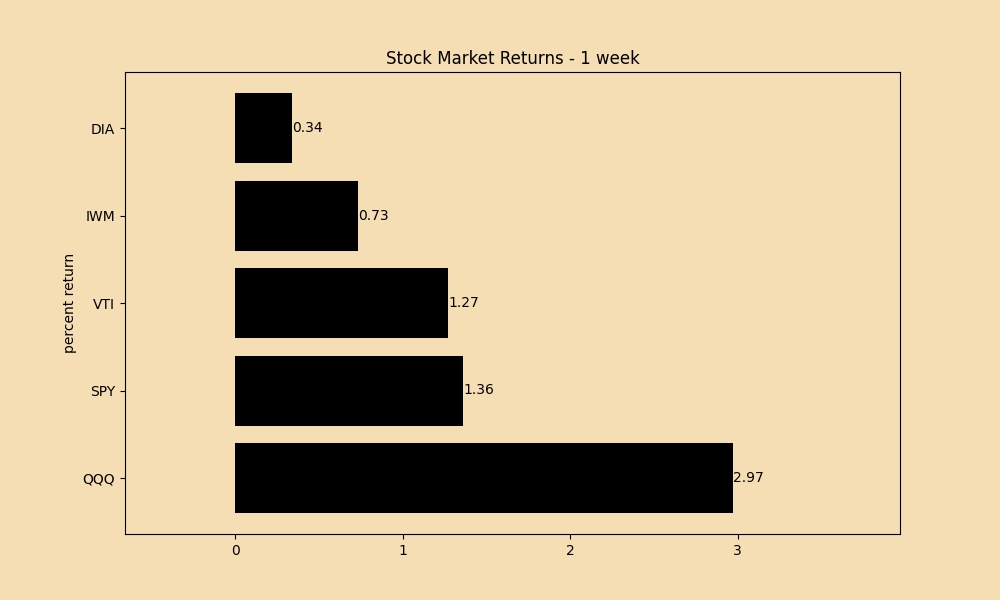 Stock Market Returns - 1 week
percent return
DIA 0.34
IWM 0.73
VTI 1.27
SPY 1.36
QQQ 2.97
0 1 2 3